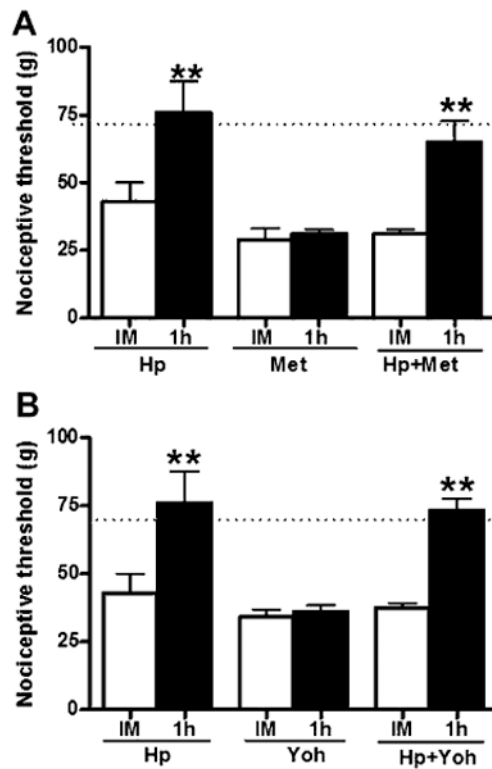 A
Nociceptive threshold (g)
100
75
50
25
0
** **
IM 1h IM 1h IM 1h
Hp Met Hp+Met
B
Nociceptive threshold (g)
100
75
50
25
0
** **
IM 1h IM 1h IM 1h
Hp Yoh Hp+Yoh